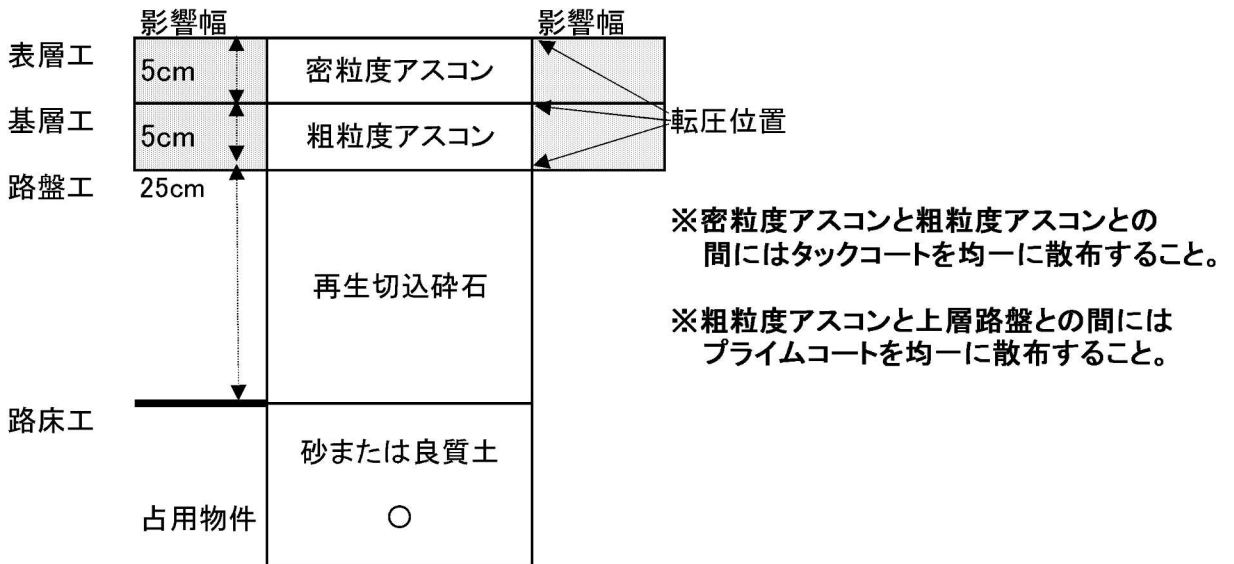 影響幅 影響幅
表層工 5cm 密粒度アスコン
基層工 5cm 粗粒度アスコン 転圧位置
路盤工 25cm
※密粒度アスコンと粗粒度アスコンとの
間にはタックコートを均一に散布すること。
再生切込砕石
※粗粒度アスコンと上層路盤との間には
プライムコートを均一に散布すること。
路床工
砂または良質土
占用物件 ○